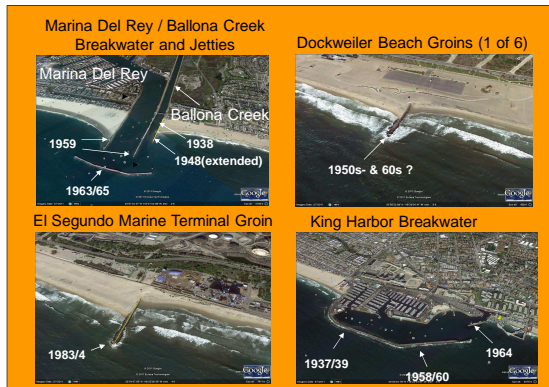 Marina Del Rey / Ballona Creek
Breakwater and Jetties
Marina Del Rey
Ballona Creek
1959
1938
1948(extended)
1963/65
Google
Dockweiler Beach Groins (1 of 6)
1950s- & 60s ?
Google
El Segundo Marine Terminal Groin
1983/4
Google
King Harbor Breakwater
1937/39
1958/60
1964
Google